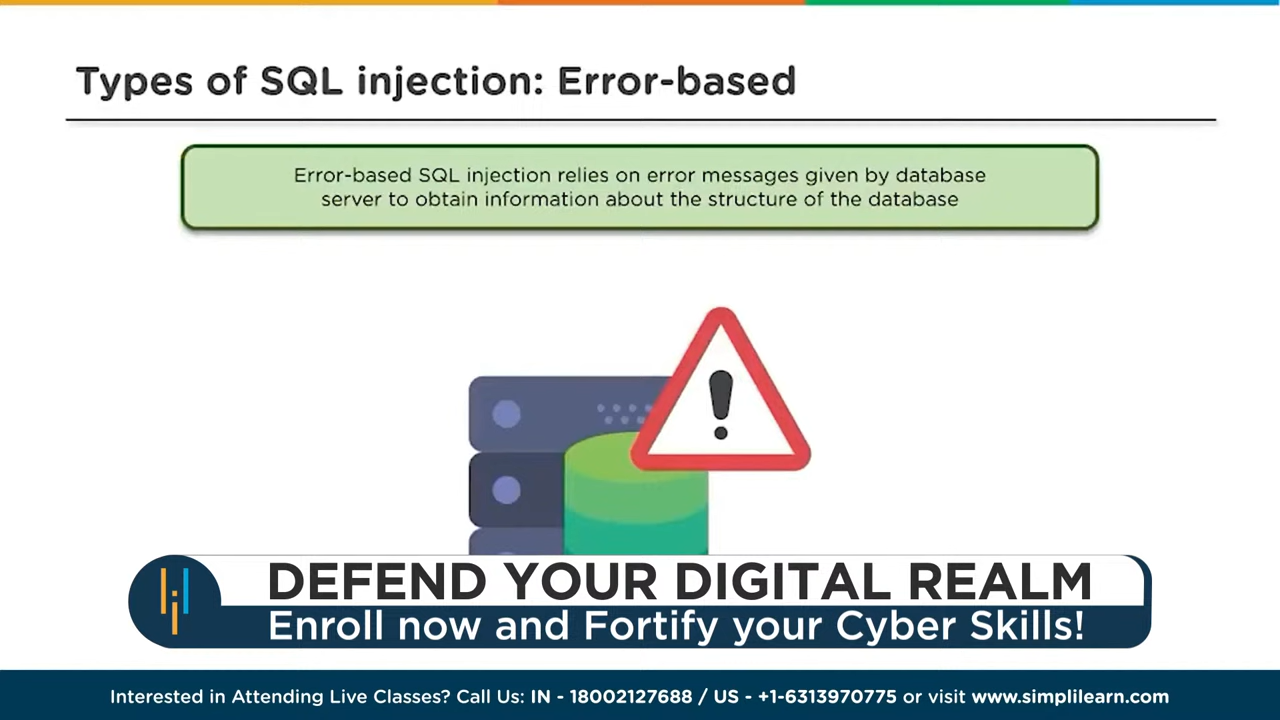 Types of SQL injection: Error-based
Error-based SQL injection relies on error messages given by database
server to obtain information about the structure of the database
DEFEND YOUR DIGITAL REALM
Enroll now and Fortify your Cyber Skills!
Interested in Attending Live Classes? Call Us: IN - 18002127688 / US - +1-6313970775 or visit www.simplilearn.com